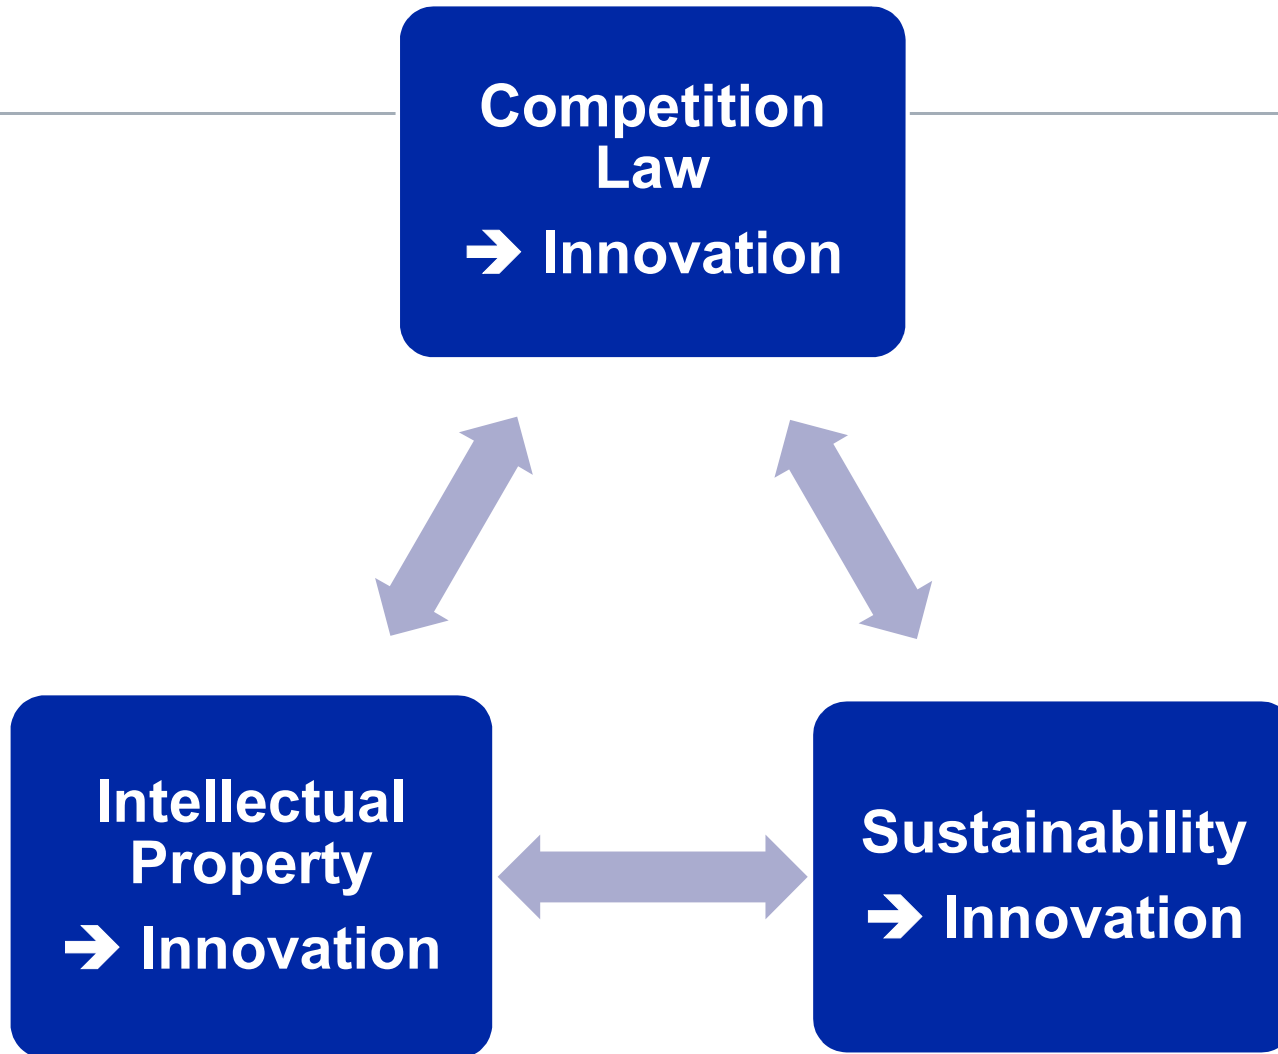 Competition
Law
➔ Innovation
Intellectual
Property
➔ Innovation
Sustainability
➔ Innovation